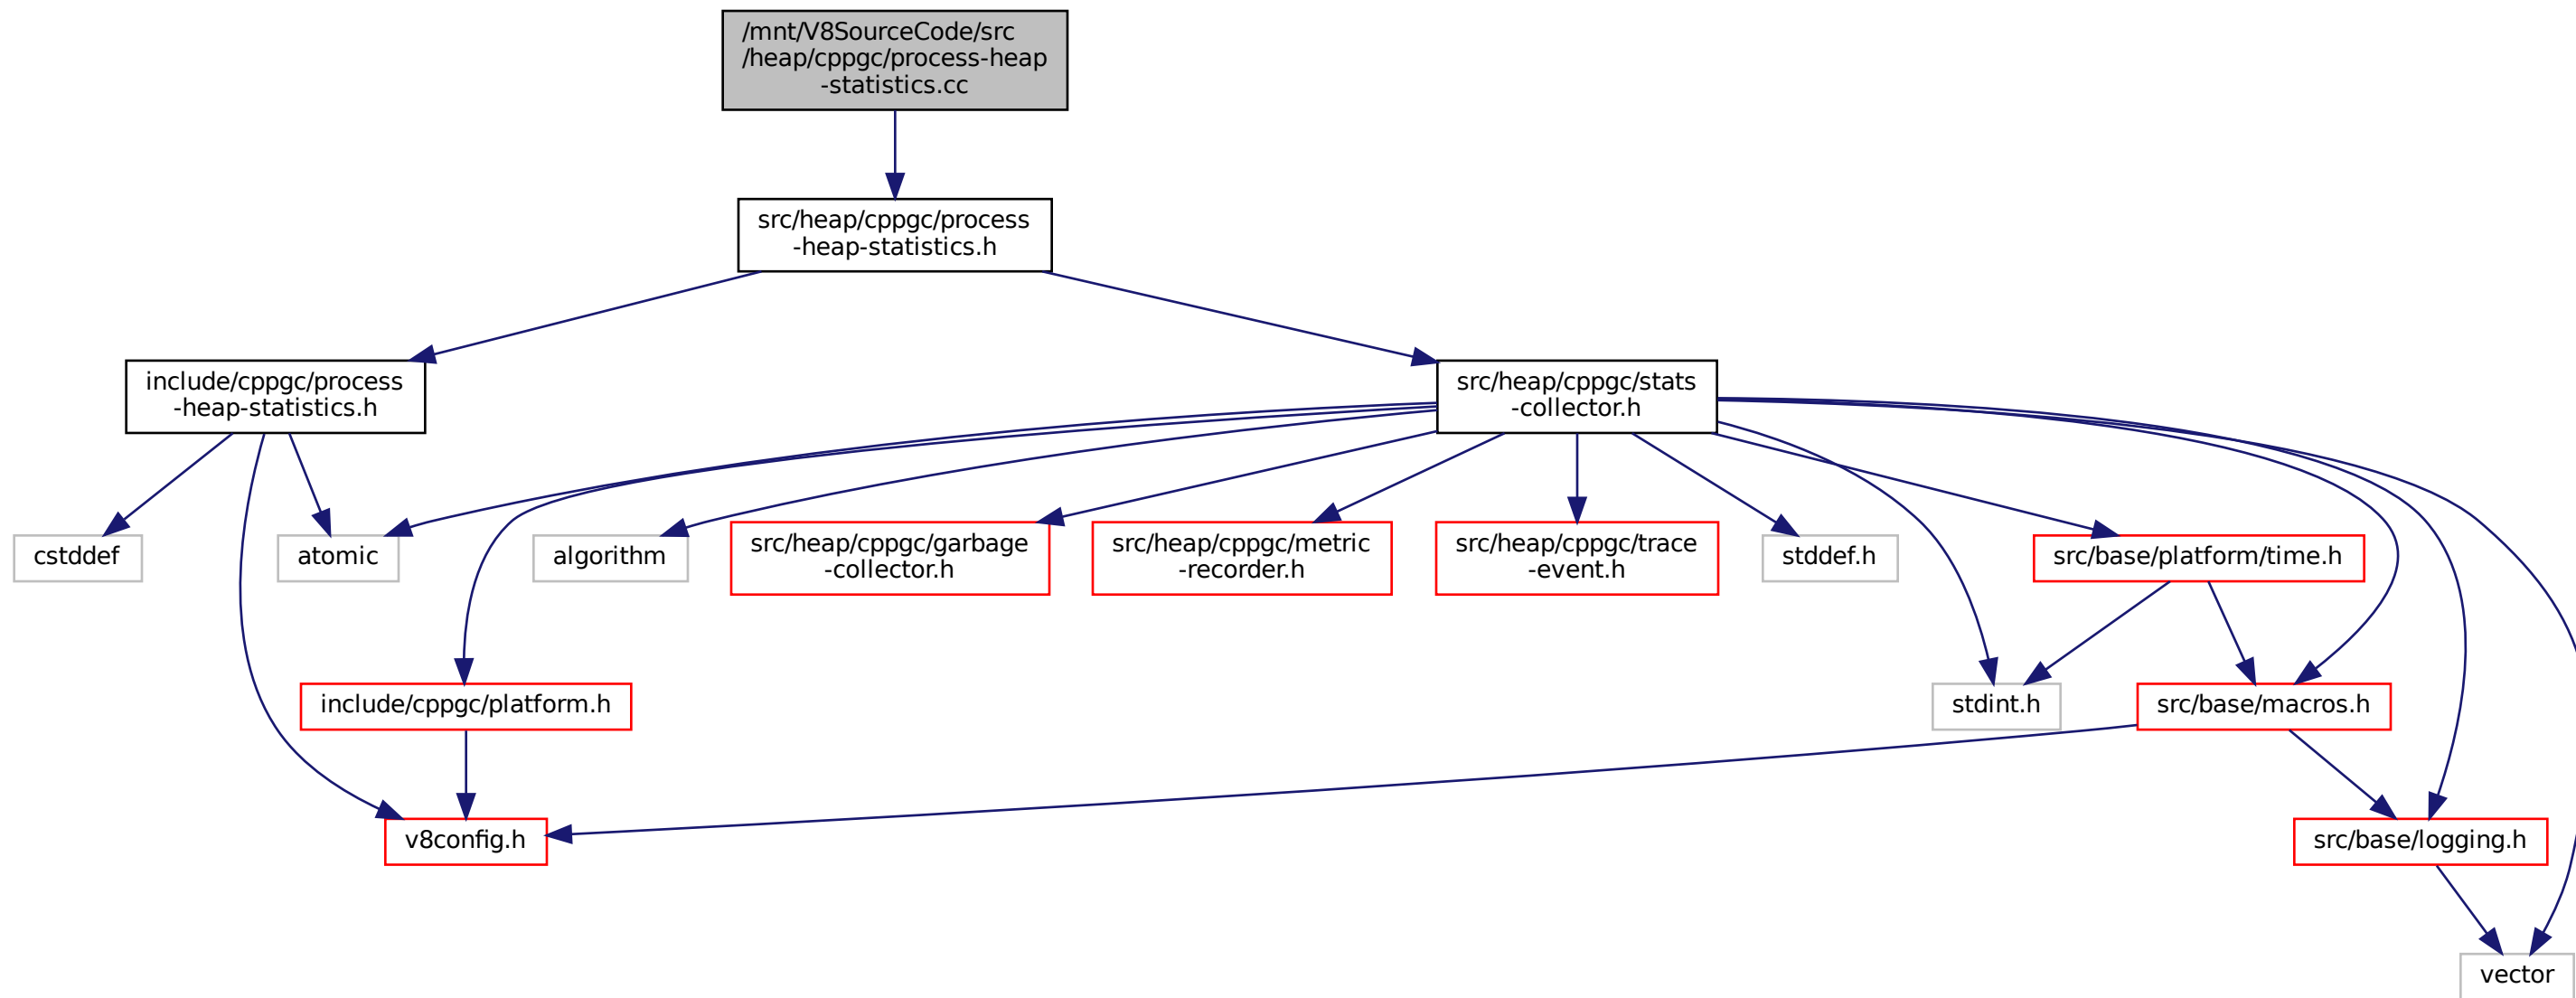 /mnt/V8SourceCode/src
/heap/cppgc/process-heap
-statistics.cc
src/heap/cppgc/process
-heap-statistics.h
include/cppgc/process
-heap-statistics.h
src/heap/cppgc/stats
-collector.h
cstddef
atomic
algorithm
src/heap/cppgc/garbage
-collector.h
src/heap/cppgc/metric
-recorder.h
src/heap/cppgc/trace
-event.h
stddef.h
src/base/platform/time.h
include/cppgc/platform.h
stdint.h
src/base/macros.h
v8config.h
src/base/logging.h
vector